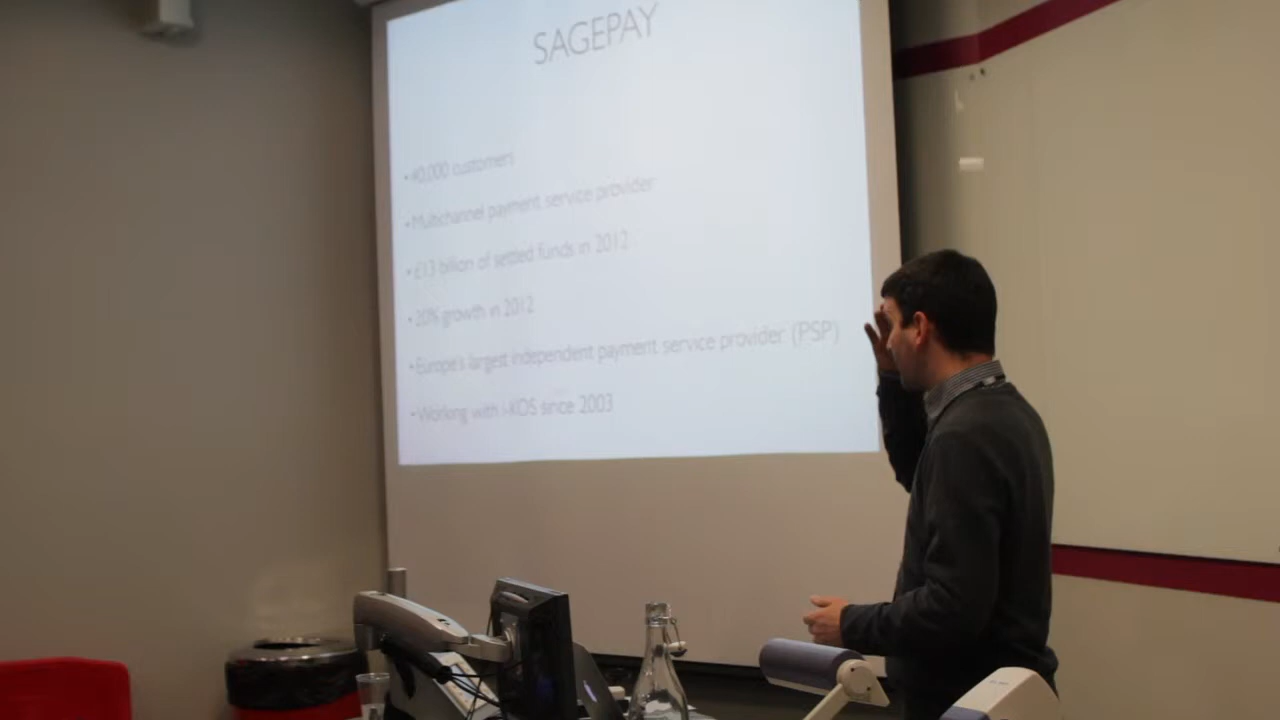 SAGEPAY
• 40,000 customers
• Multichannel payment service provider
• £13 billion of settled funds in 2012
• 20% growth in 2012
• Europe's largest independent payment service provider (PSP)
• Working with i-KOS since 2003